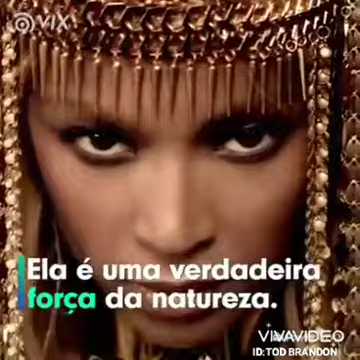 VIX
Ela é uma verdadeira
força da natureza.
VIVAVIDEO
ID:TOD BRANDON